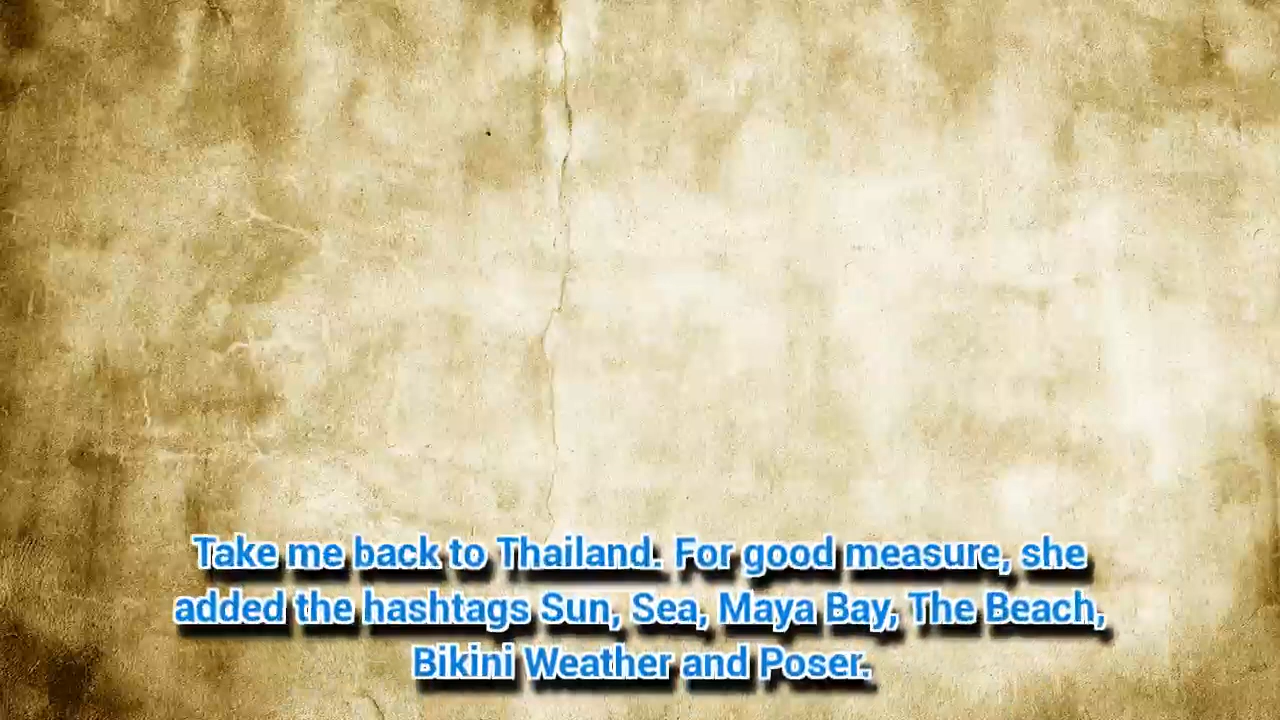 Take me back to Thailand. For good measure, she
added the hashtags Sun, Sea, Maya Bay, The Beach,
Bikini Weather and Poser.